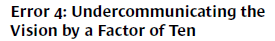 Error 4: Undercommunicating the
Vision by a Factor of Ten